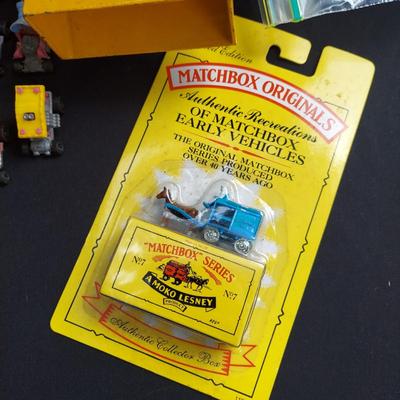 Edition
MATCHBOX ORIGINALS
Authentic Recreations
OF MATCHBOX
EARLY VEHICLES
THE ORIGINAL MATCHBOX
SERIES PRODUCED
OVER 40 YEARS AGO
"MATCHBOX" SERIES
No7 No7
A MOKO LESNEY
PRODUCT
Authentic Collector Box